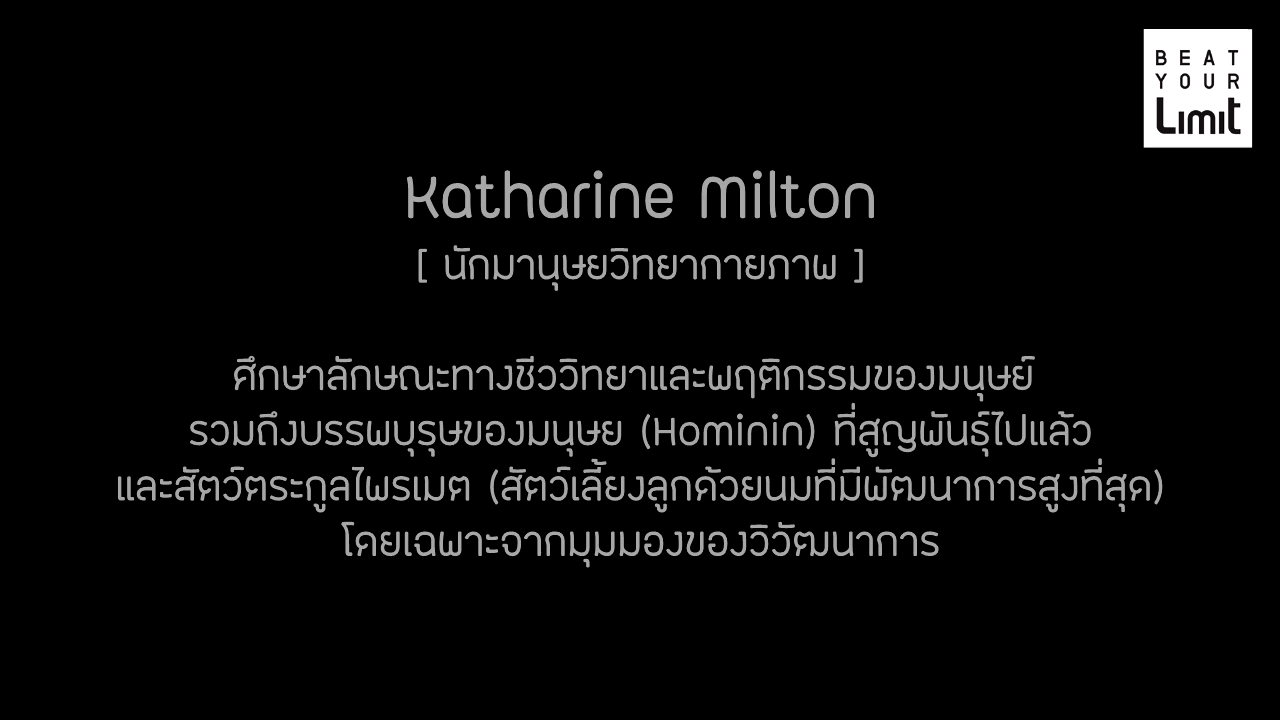 BEAT
YOUR
Limit
Katharine Milton
[ นักมานุษยวิทยากายภาพ ]
ศึกษาลักษณะทางชีววิทยาและพฤติกรรมของมนุษย์
รวมถึงบรรพบุรุษของมนุษย (Hominin) ที่สูญพันธุ์ไปแล้ว
และสัตว์ตระกูลไพรเมต (สัตว์เลี้ยงลูกด้วยนมที่มีพัฒนาการสูงที่สุด)
โดยเฉพาะจากมุมมองของวิวัฒนาการ